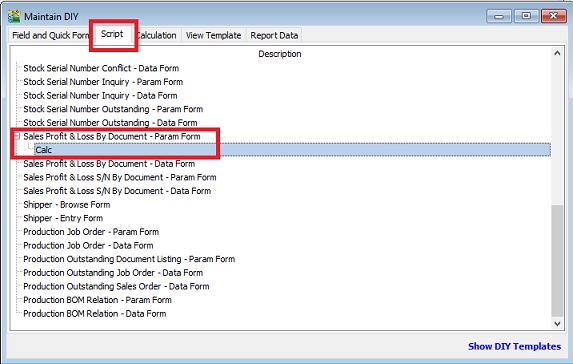 Maintain DIY
Field and Quick Form Script Calculation View Template Report Data
Description
Stock Serial Number Conflict - Data Form
Stock Serial Number Inquiry - Param Form
Stock Serial Number Inquiry - Data Form
Stock Serial Number Outstanding - Param Form
Stock Serial Number Outstanding - Data Form
Sales Profit & Loss By Document - Param Form
Calc
Sales Profit & Loss By Document - Data Form
Sales Profit & Loss S/N By Document - Param Form
Sales Profit & Loss S/N By Document - Data Form
Shipper - Browse Form
Shipper - Entry Form
Production Job Order - Param Form
Production Job Order - Data Form
Production Outstanding Document Listing - Param Form
Production Outstanding Job Order - Data Form
Production Outstanding Sales Order - Data Form
Production BOM Relation - Param Form
Production BOM Relation - Data Form
Show DIY Templates